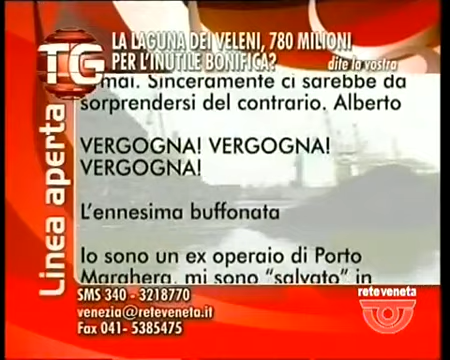 LA LAGUNA DEI VELENI, 780 MILIONI
PER L'INUTILE BONIFICA?
dite la vostra
TG
Linea aperta
mai. Sinceramente ci sarebbe da
sorprendersi del contrario. Alberto
VERGOGNA! VERGOGNA!
VERGOGNA!
L'ennesima buffonata
Io sono un ex operaio di Porto
Marghera, mi sono "salvato" in
SMS 340 - 3218770
venezia@reteveneta.it
Fax 041- 5385475
reteveneta